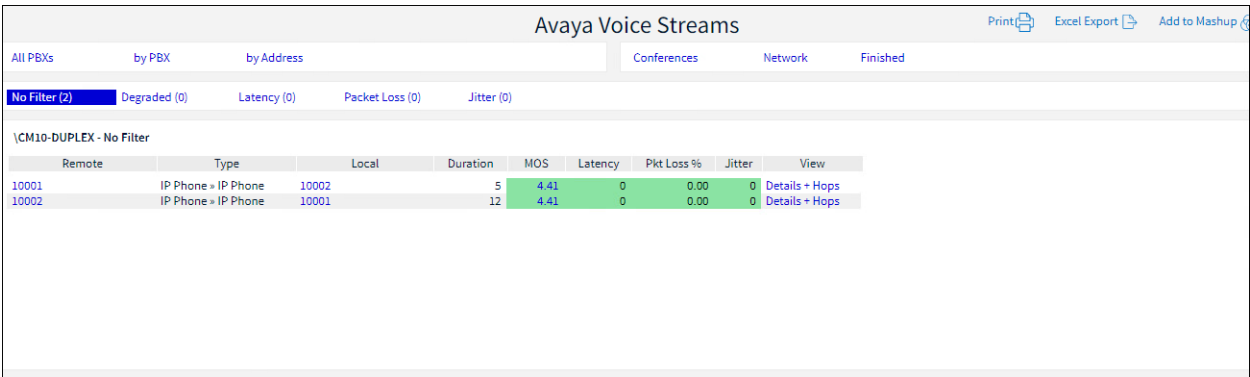 Avaya Voice Streams
Print Excel Export Add to Mashup
All PBXs by PBX by Address Conferences Network Finished
No Filter (2) Degraded (0) Latency (0) Packet Loss (0) Jitter (0)
\CM10-DUPLEX - No Filter
Remote Type Local Duration MOS Latency Pkt Loss % Jitter View
10001 IP Phone » IP Phone 10002 5 4.41 0 0.00 0 Details + Hops
10002 IP Phone » IP Phone 10001 12 4.41 0 0.00 0 Details + Hops